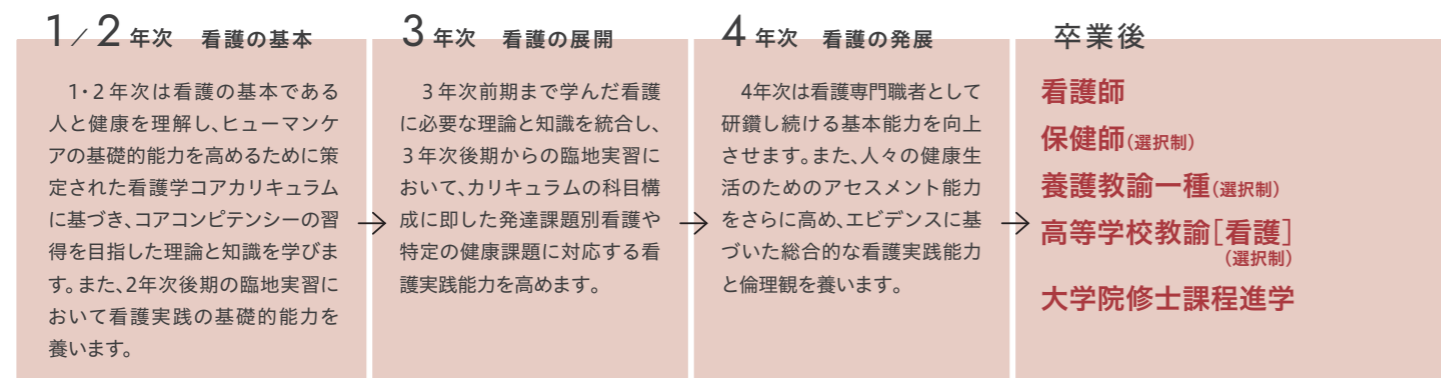 1／2年次　看護の基本
1・2年次は看護の基本である
人と健康を理解し、ヒューマンケ
アの基礎的能力を高めるために策
定された看護学コアカリキュラム
に基づき、コアコンピテンシーの習
得を目指した理論と知識を学びま
す。また、2年次後期の臨地実習に
おいて看護実践の基礎的能力を
養います。
→
3年次　看護の展開
3年次前期まで学んだ看護
に必要な理論と知識を統合し、
3年次後期からの臨地実習に
おいて、カリキュラムの科目構
成に即した発達課題別看護や
特定の健康課題に対応する看
護実践能力を高めます。
→
4年次　看護の発展
4年次は看護専門職者として
研鑽し続ける基本能力を向上
させます。また、人々の健康生
活のためのアセスメント能力
をさらに高め、エビデンスに基
づいた総合的な看護実践能力
と倫理観を養います。
→
卒業後
看護師
保健師(選択制)
養護教諭一種(選択制)
高等学校教諭[看護]
(選択制)
大学院修士課程進学